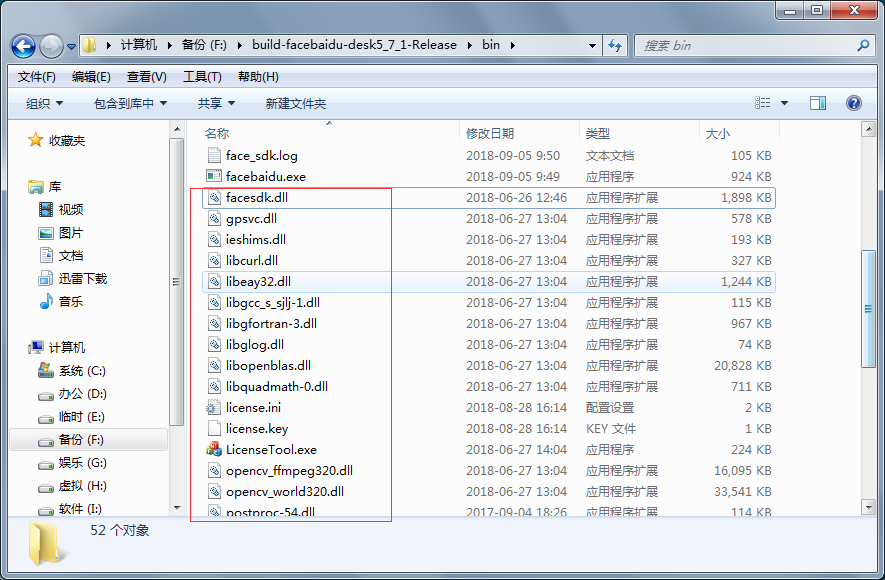 计算机 备份 (F:) build-facebaidu-desk5_7_1-Release bin 搜索 bin
文件(F) 编辑(E) 查看(V) 工具(T) 帮助(H)
组织 包含到库中 共享 新建文件夹
名称 修改日期 类型 大小
face_sdk.log 2018-09-05 9:50 文本文档 105 KB
facebaidu.exe 2018-09-05 9:49 应用程序 924 KB
facesdk.dll 2018-06-26 12:46 应用程序扩展 1,898 KB
gpsvc.dll 2018-06-27 13:04 应用程序扩展 578 KB
ieshims.dll 2018-06-27 13:04 应用程序扩展 193 KB
libcurl.dll 2018-06-27 13:04 应用程序扩展 327 KB
libeay32.dll 2018-06-27 13:04 应用程序扩展 1,244 KB
libgcc_s_sjlj-1.dll 2018-06-27 13:04 应用程序扩展 115 KB
libgfortran-3.dll 2018-06-27 13:04 应用程序扩展 967 KB
libglog.dll 2018-06-27 13:04 应用程序扩展 74 KB
libopenblas.dll 2018-06-27 13:04 应用程序扩展 20,828 KB
libquadmath-0.dll 2018-06-27 13:04 应用程序扩展 711 KB
license.ini 2018-08-28 16:14 配置设置 2 KB
license.key 2018-08-28 16:14 KEY 文件 1 KB
LicenseTool.exe 2018-06-27 14:04 应用程序 224 KB
opencv_ffmpeg320.dll 2018-06-27 13:04 应用程序扩展 16,095 KB
opencv_world320.dll 2018-06-27 13:04 应用程序扩展 33,541 KB
postproc-54.dll 2017-09-04 18:26 应用程序扩展 114 KB
收藏夹
库
视频
图片
文档
迅雷下载
音乐
计算机
系统 (C:)
办公 (D:)
临时 (E:)
备份 (F:)
娱乐 (G:)
虚拟 (H:)
软件 (I:)
52 个对象